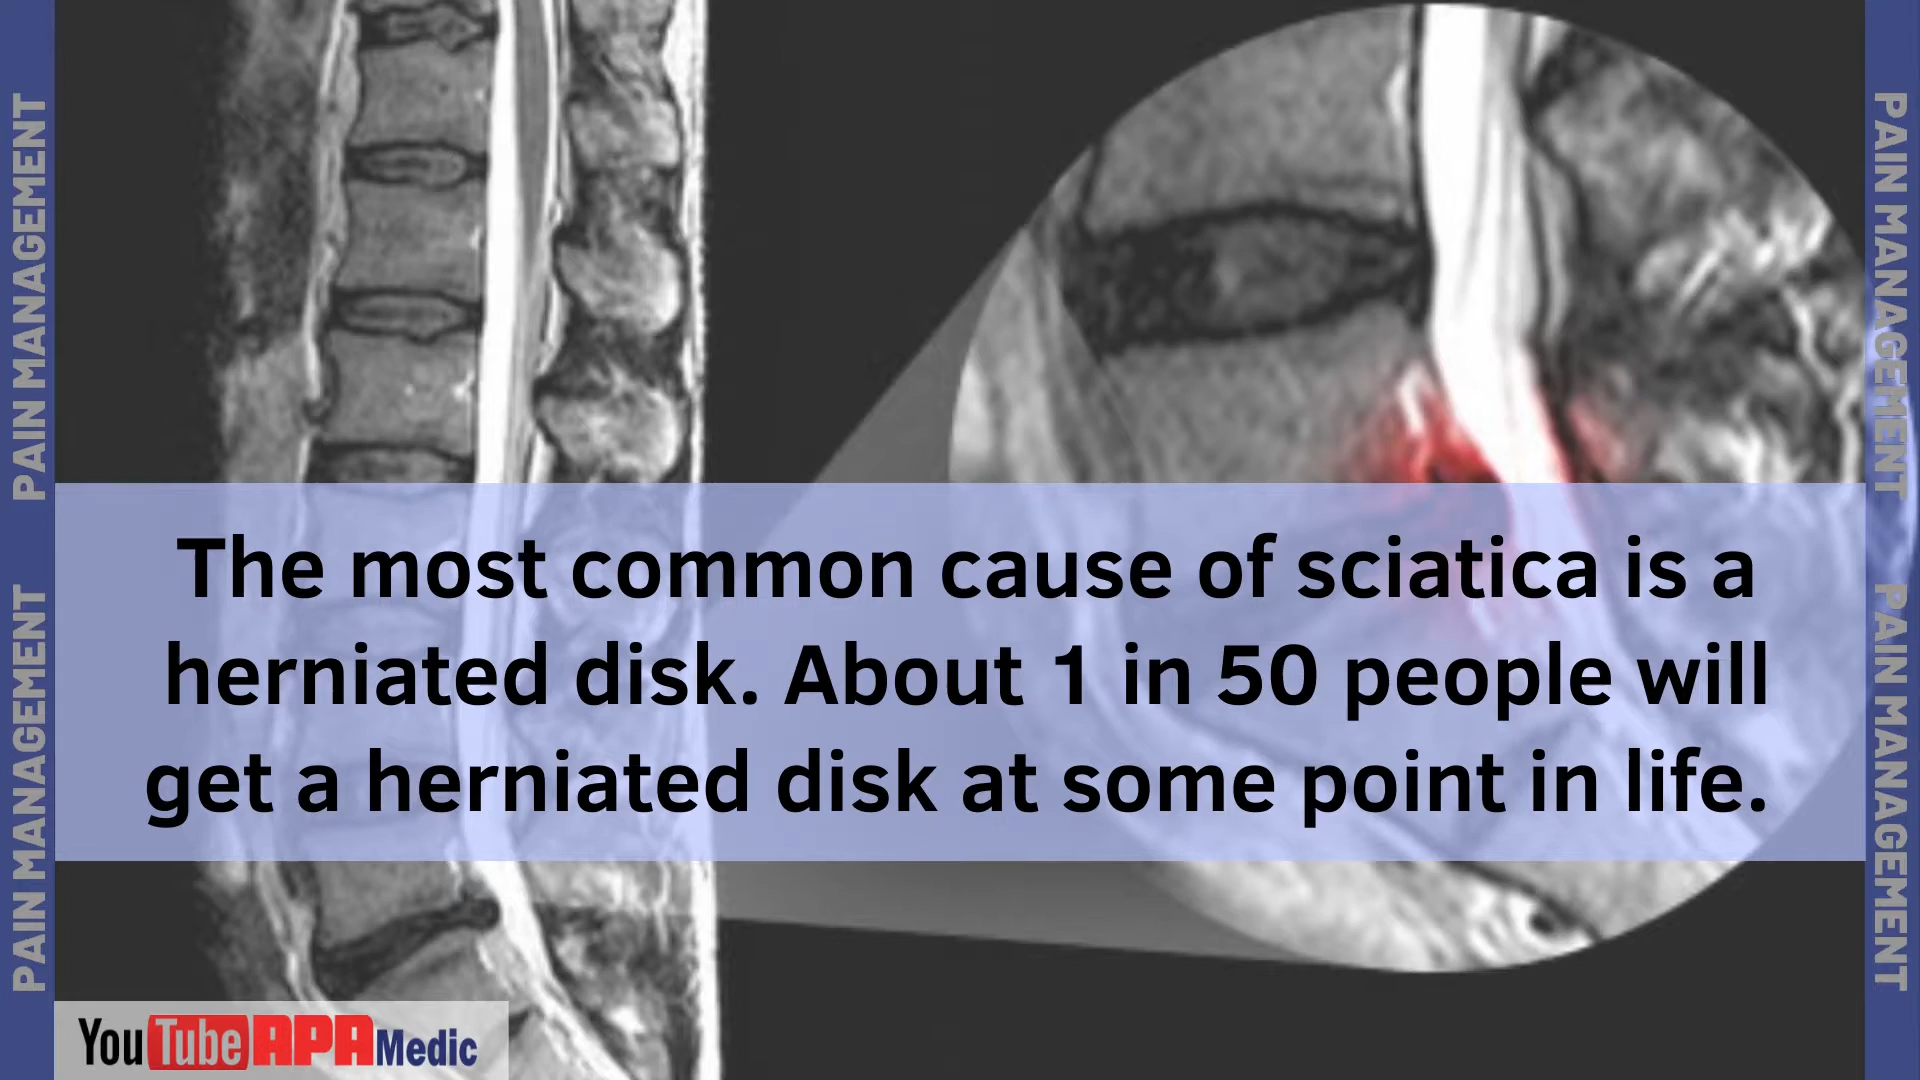 PAIN MANAGEMENT
PAIN MANAGEMENT
The most common cause of sciatica is a
herniated disk. About 1 in 50 people will
get a herniated disk at some point in life.
YouTube APA Medic
PAIN MANAGEMENT
PAIN MANAGEMENT